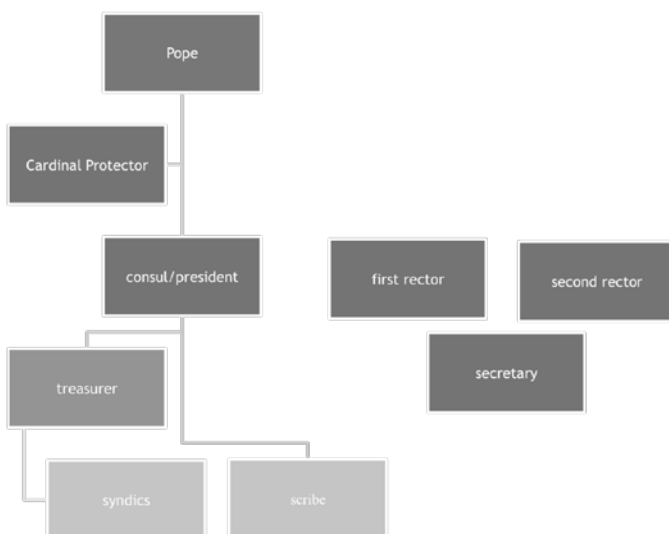 Pope
Cardinal Protector
consul/president
first rector
second rector
secretary
treasurer
syndics
scribe